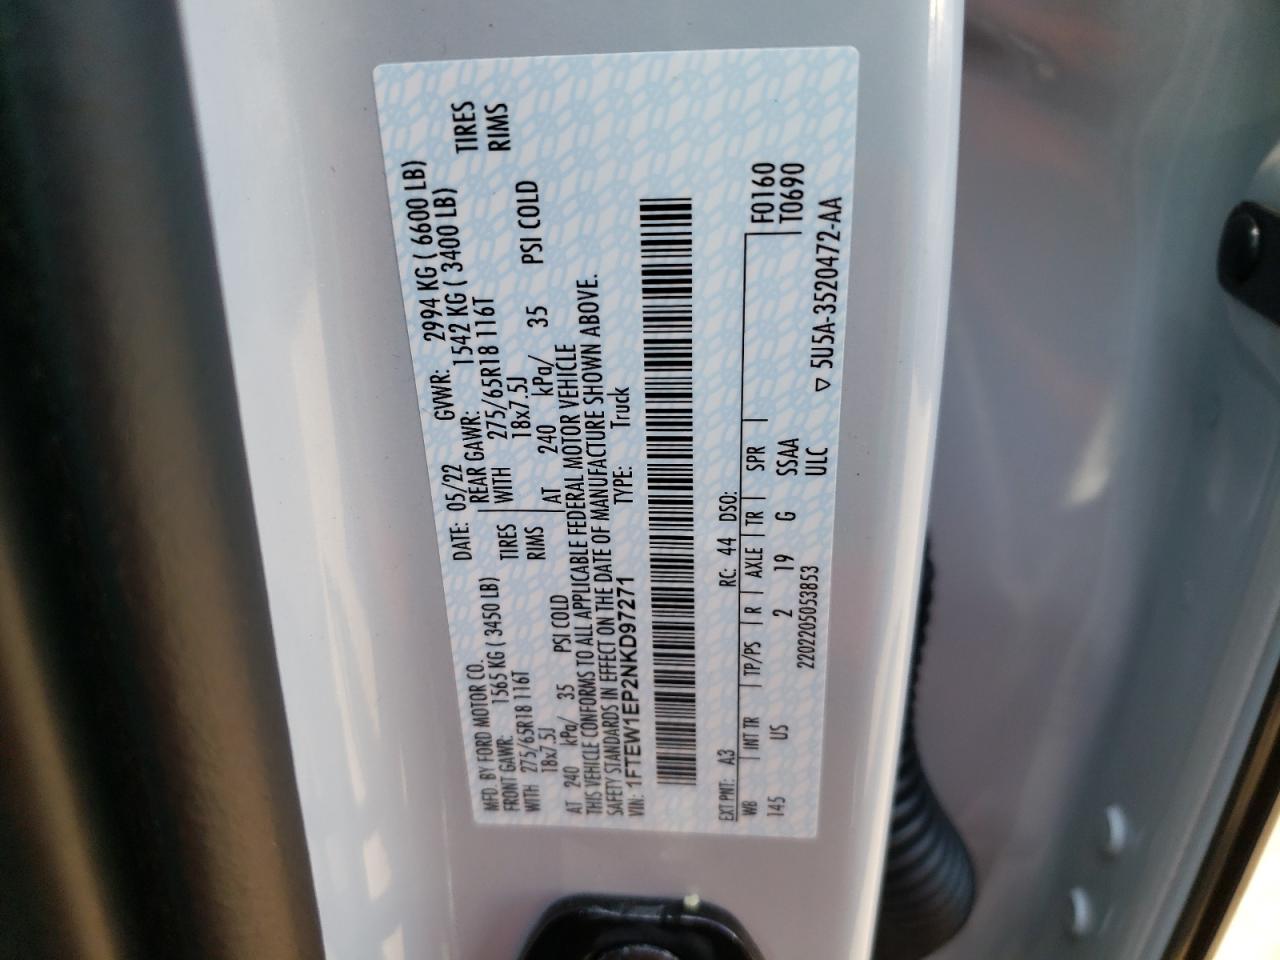 MFD. BY FORD MOTOR CO.
DATE: 05/22 GVWR: 2994 KG ( 6600 LB)
FRONT GAWR: 1565 KG ( 3450 LB) REAR GAWR: 1542 KG ( 3400 LB)
WITH 275/65R18 116T TIRES WITH 275/65R18 116T TIRES
18x7.5J RIMS 18x7.5J RIMS
AT 240 kPa/ 35 PSI COLD AT 240 kPa/ 35 PSI COLD
THIS VEHICLE CONFORMS TO ALL APPLICABLE FEDERAL MOTOR VEHICLE
SAFETY STANDARDS IN EFFECT ON THE DATE OF MANUFACTURE SHOWN ABOVE.
VIN: 1FTEW1EP2NKD97271 TYPE: Truck
F0160
T0690
EXT PNT: A3 RC: 44 DSO:
WB INT TR TP/PS R AXLE TR SPR
145 US 2 19 G SSAA
2202205053853 ULC
▽ 5U5A-3520472-AA